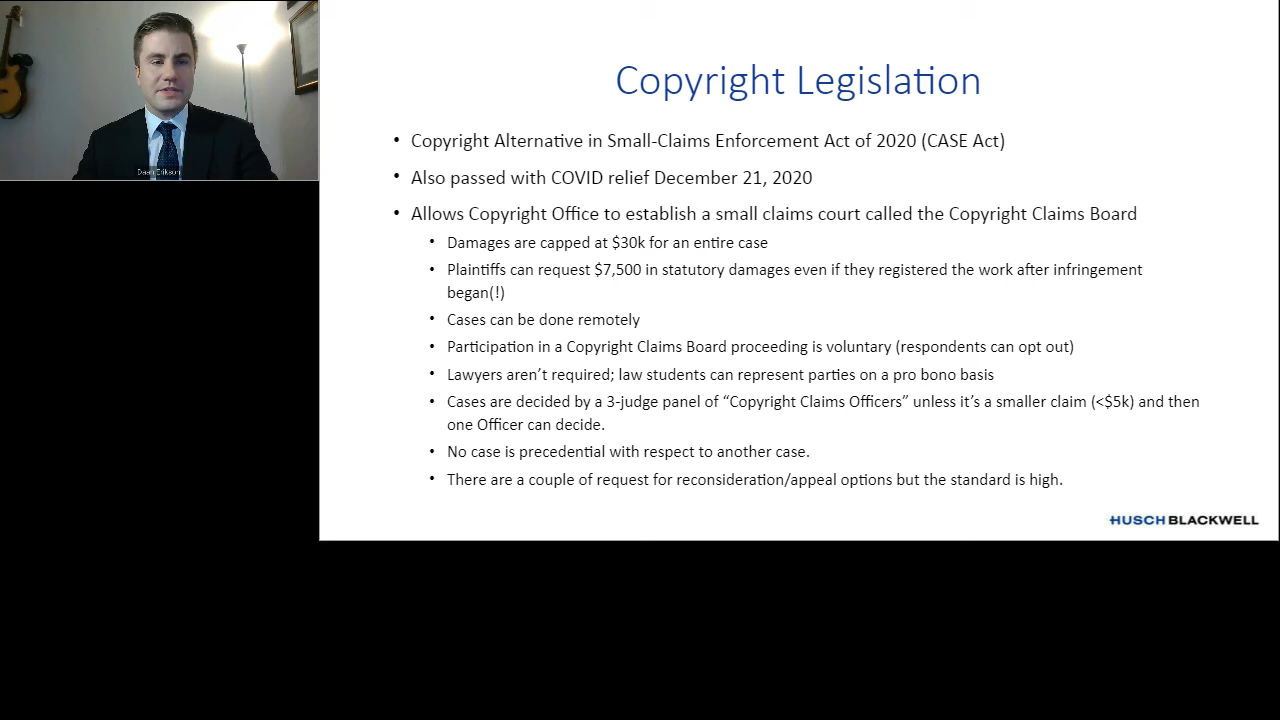 Daan Erikson
Copyright Legislation
• Copyright Alternative in Small-Claims Enforcement Act of 2020 (CASE Act)
• Also passed with COVID relief December 21, 2020
• Allows Copyright Office to establish a small claims court called the Copyright Claims Board
• Damages are capped at $30k for an entire case
• Plaintiffs can request $7,500 in statutory damages even if they registered the work after infringement
began(!)
• Cases can be done remotely
• Participation in a Copyright Claims Board proceeding is voluntary (respondents can opt out)
• Lawyers aren’t required; law students can represent parties on a pro bono basis
• Cases are decided by a 3-judge panel of “Copyright Claims Officers” unless it’s a smaller claim (<$5k) and then
one Officer can decide.
• No case is precedential with respect to another case.
• There are a couple of request for reconsideration/appeal options but the standard is high.
HUSCH BLACKWELL